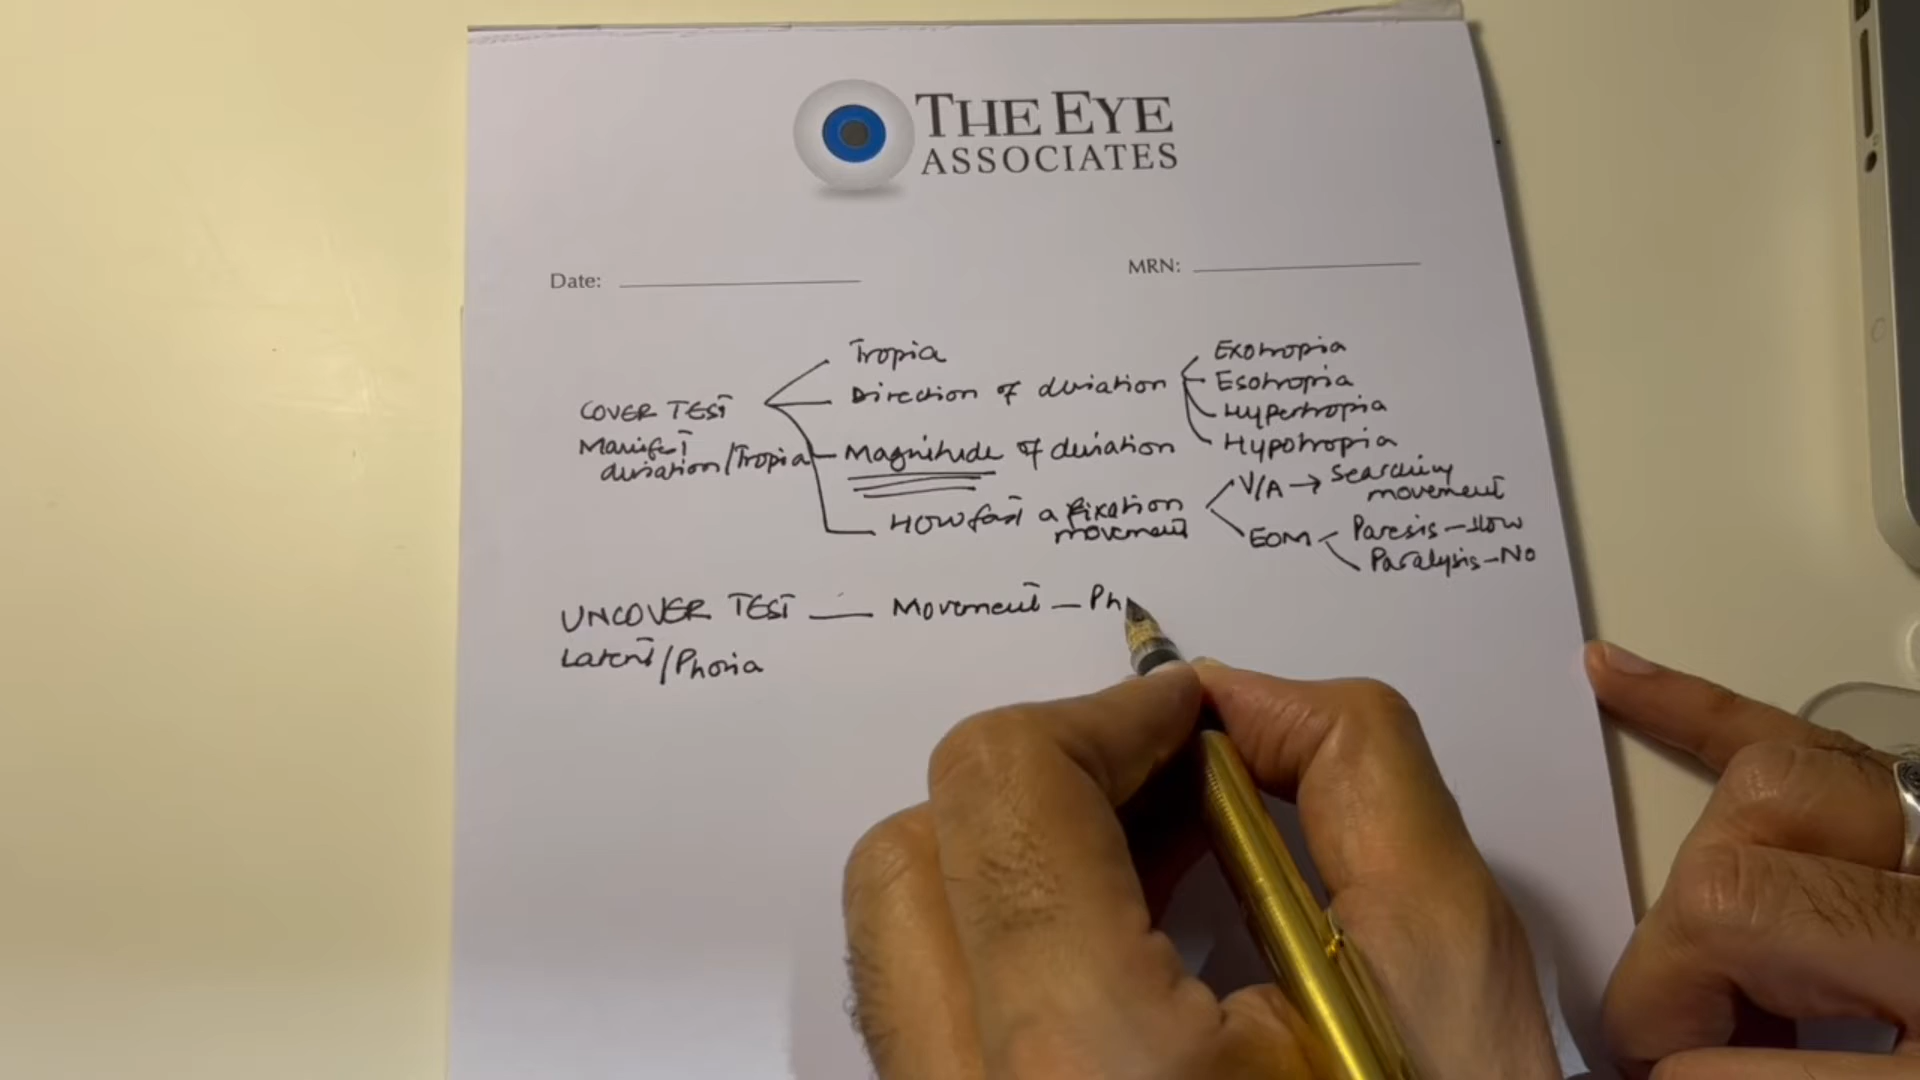 THE EYE
ASSOCIATES
Date:
MRN:
COVER TEST
Manifest
deviation/Tropia
Tropia
Direction of deviation
Exotropia
Esotropia
Hypertropia
Hypotropia
Magnitude of deviation
How fast a fixation
movement
V/A → Searching
movement
EOM
Paresis - slow
Paralysis - No
UNCOVER TEST — Movement — Ph
Latent/Phoria